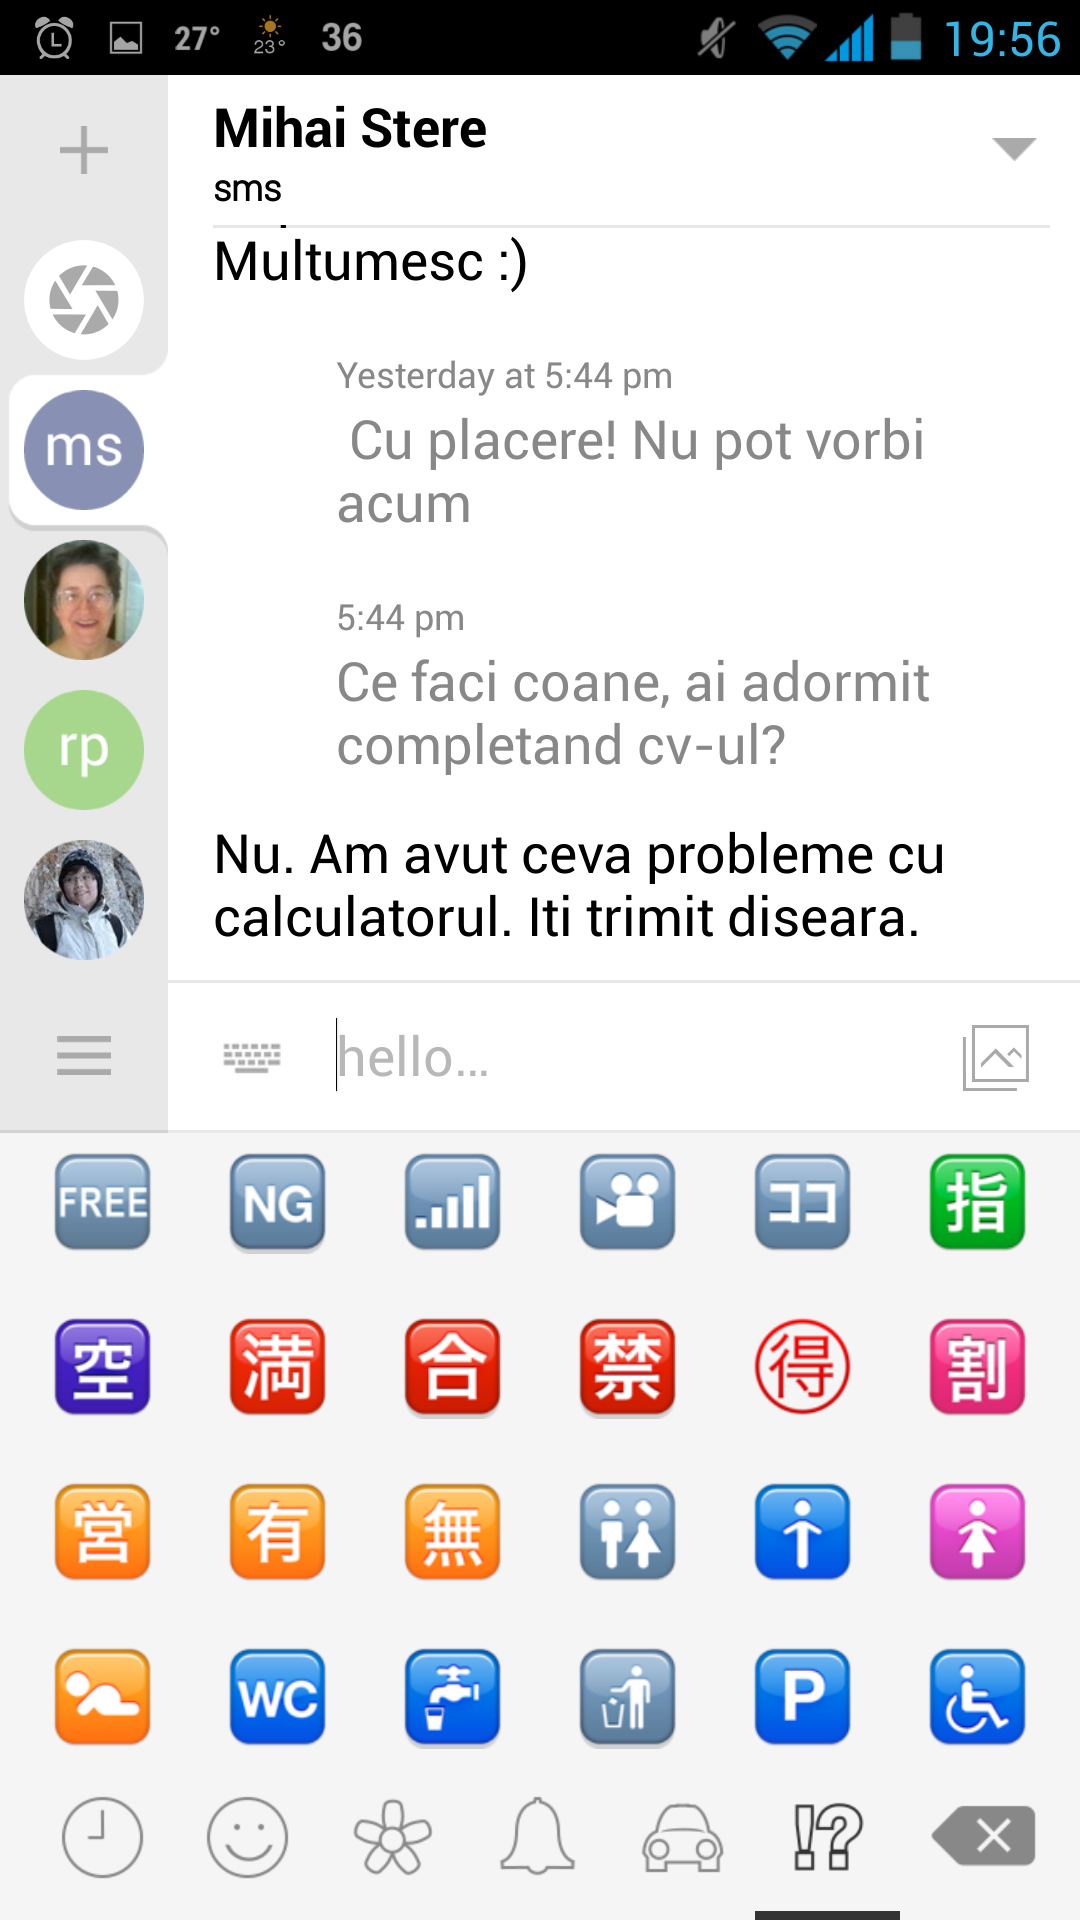 27° 23° 36 19:56
Mihai Stere
sms
Multumesc :)
Yesterday at 5:44 pm
Cu placere! Nu pot vorbi
acum
ms
5:44 pm
Ce faci coane, ai adormit
completand cv-ul?
rp
Nu. Am avut ceva probleme cu
calculatorul. Iti trimit diseara.
hello...
FREE NG ココ 指
空 満 合 禁 得 割
営 有 無
WC P
!?